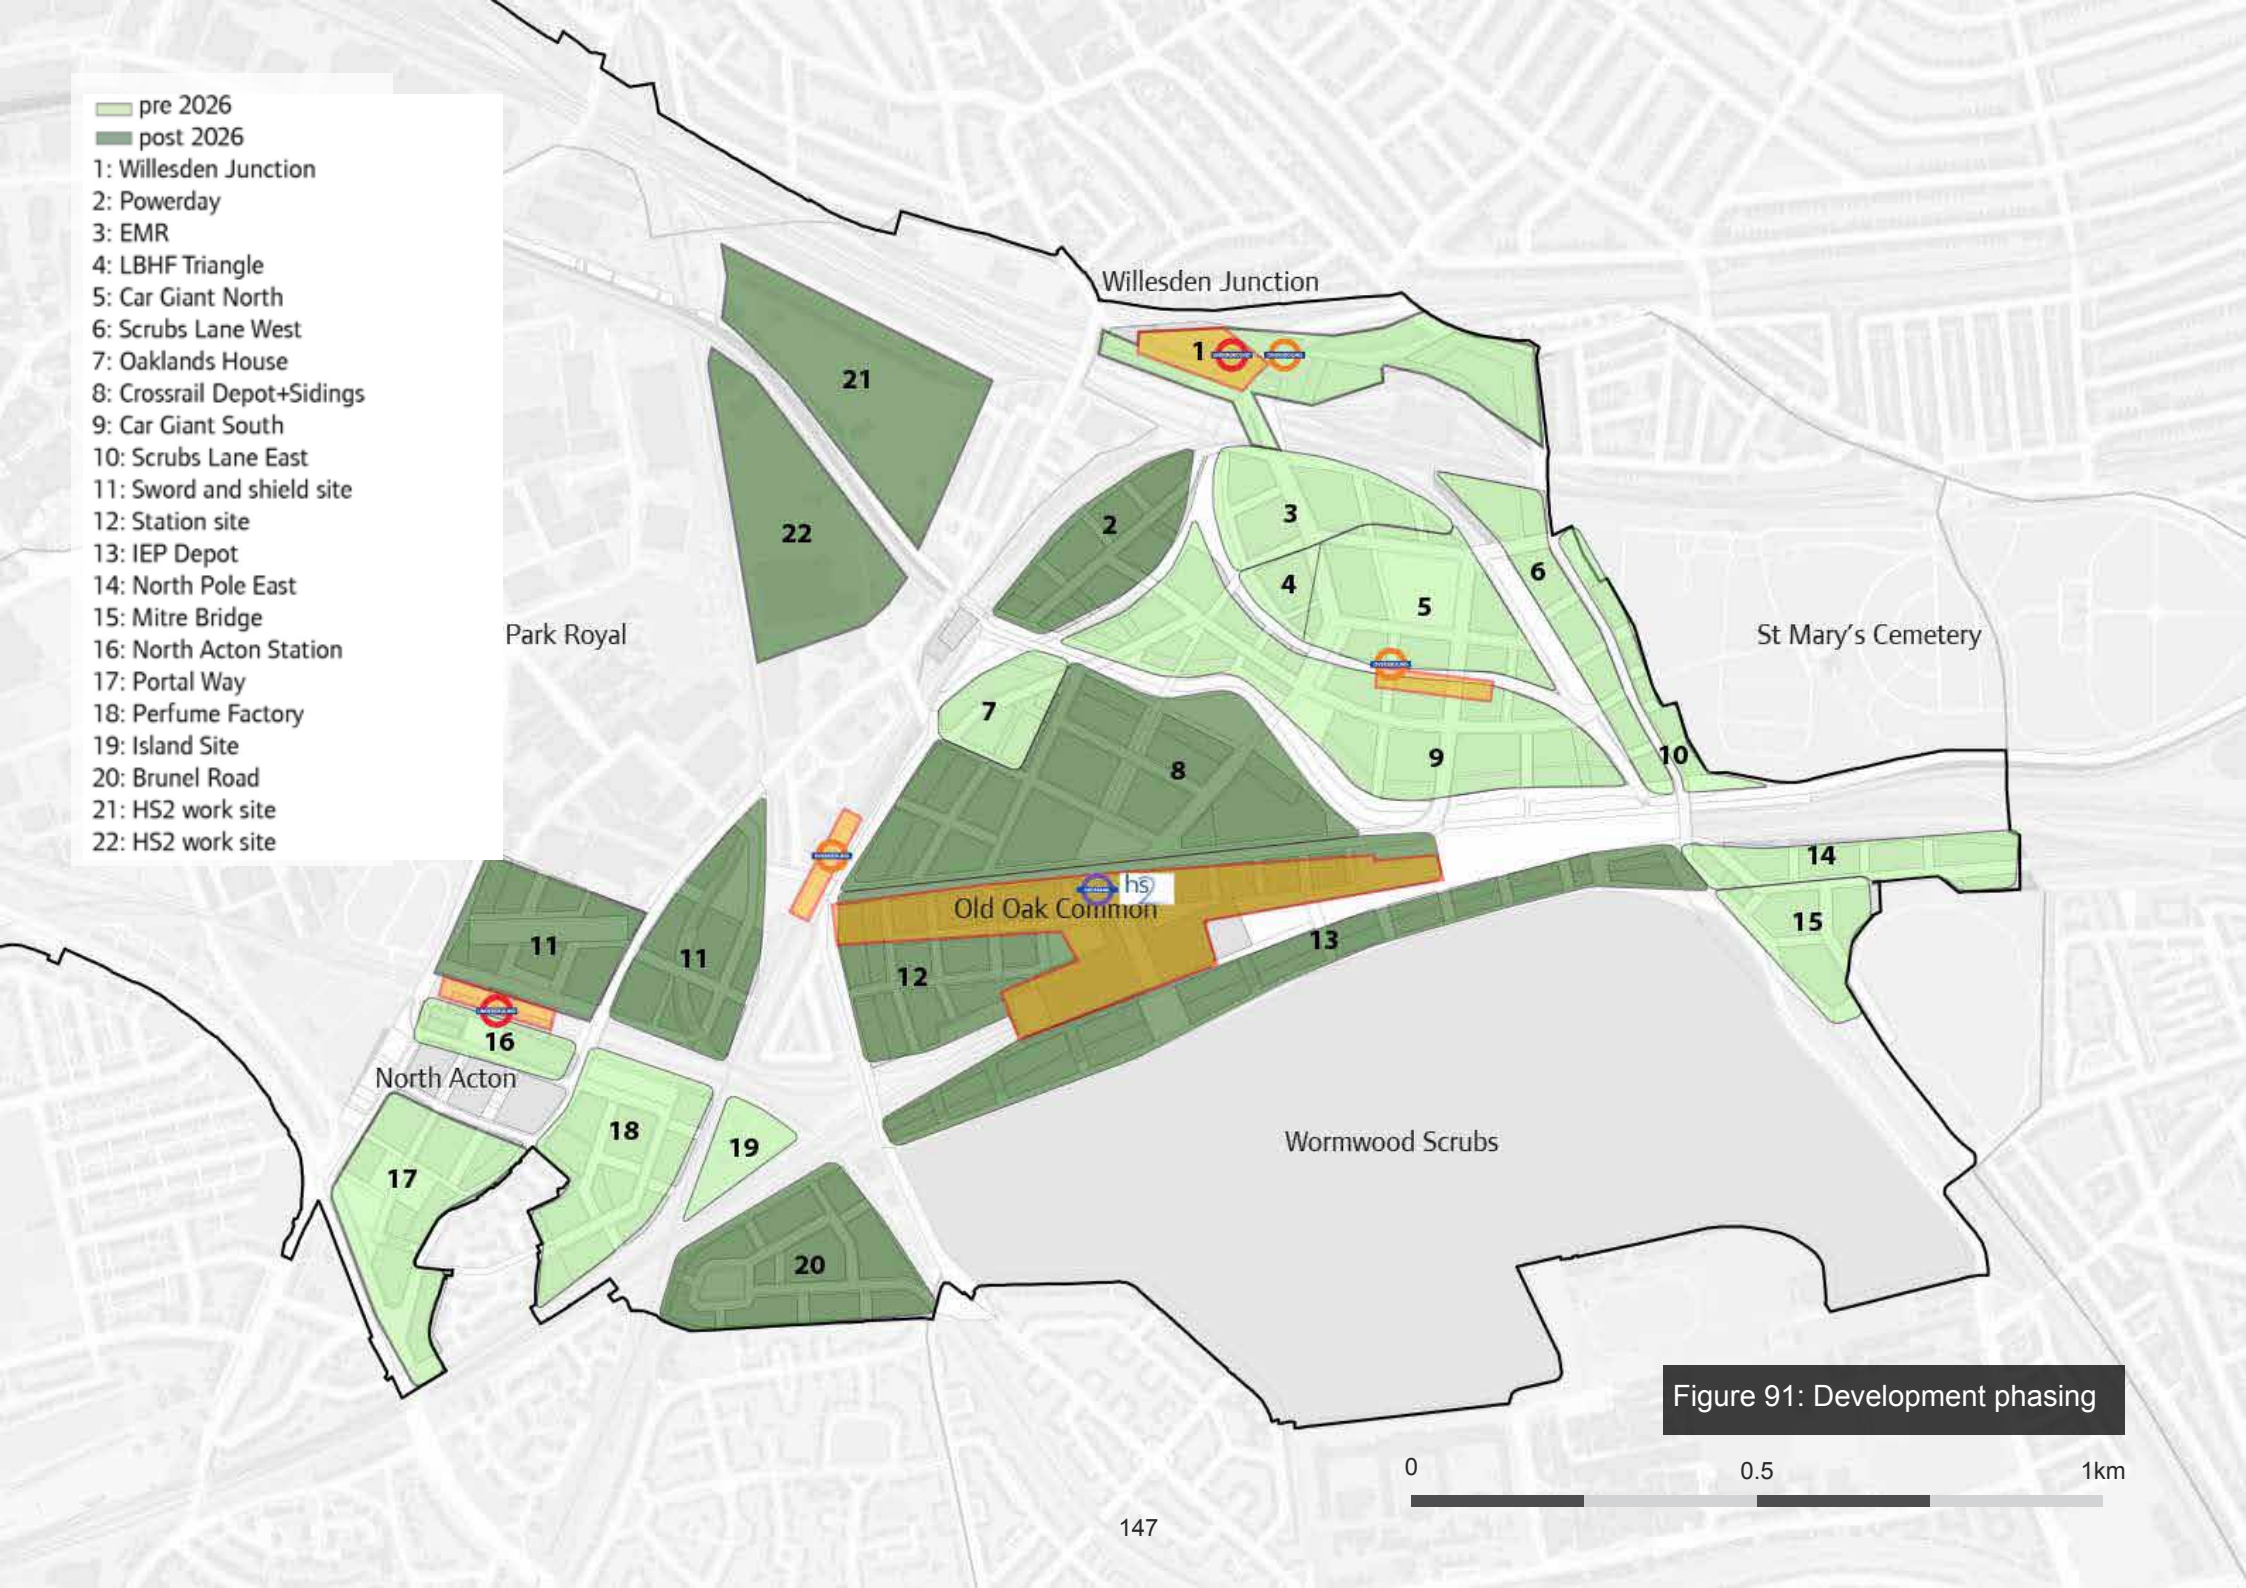 pre 2026
post 2026
1: Willesden Junction
2: Powerday
3: EMR
4: LBHF Triangle
5: Car Giant North
6: Scrubs Lane West
7: Oaklands House
8: Crossrail Depot+Sidings
9: Car Giant South
10: Scrubs Lane East
11: Sword and shield site
12: Station site
13: IEP Depot
14: North Pole East
15: Mitre Bridge
16: North Acton Station
17: Portal Way
18: Perfume Factory
19: Island Site
20: Brunel Road
21: HS2 work site
22: HS2 work site
Willesden Junction
1
UNDERGROUND
OVERGROUND
21
3
2
22
6
4
5
Park Royal
St Mary's Cemetery
OVERGROUND
7
10
9
8
OVERGROUND
14
hs2
Old Oak Common
15
13
11
11
12
UNDERGROUND
16
North Acton
18
Wormwood Scrubs
19
17
20
Figure 91: Development phasing
0
0.5
1km
147